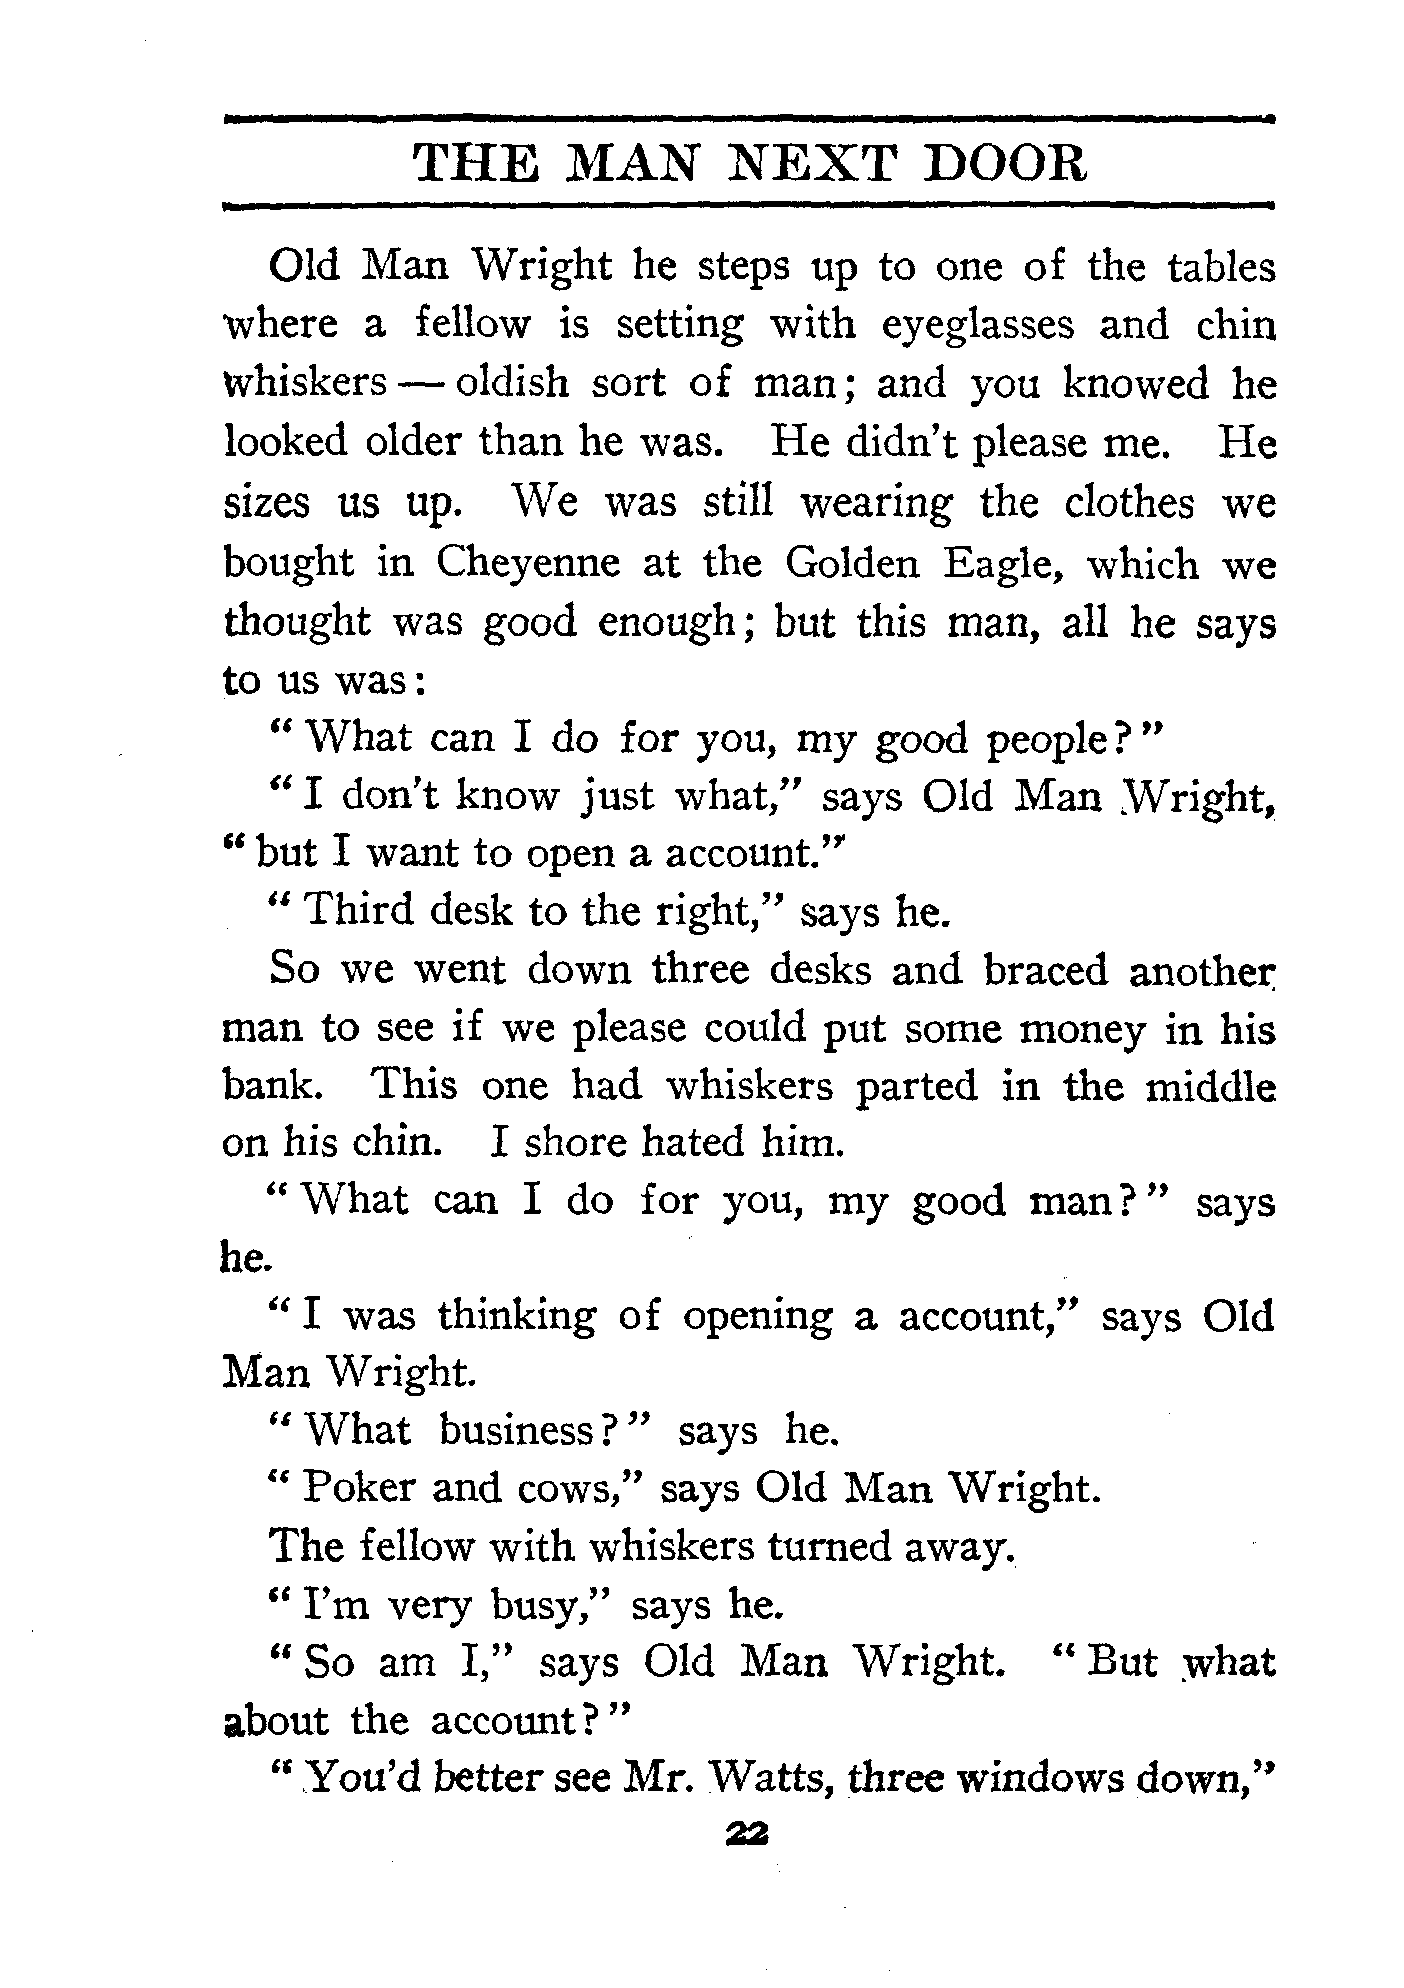 THE MAN NEXT DOOR
Old Man Wright he steps up to one of the tables
where a fellow is setting with eyeglasses and chin
whiskers — oldish sort of man; and you knowed he
looked older than he was. He didn't please me. He
sizes us up. We was still wearing the clothes we
bought in Cheyenne at the Golden Eagle, which we
thought was good enough; but this man, all he says
to us was:
" What can I do for you, my good people? "
" I don't know just what," says Old Man Wright,
" but I want to open a account."
" Third desk to the right," says he.
So we went down three desks and braced another
man to see if we please could put some money in his
bank. This one had whiskers parted in the middle
on his chin. I shore hated him.
" What can I do for you, my good man? " says
he.
" I was thinking of opening a account," says Old
Man Wright.
" What business? " says he.
" Poker and cows," says Old Man Wright.
The fellow with whiskers turned away.
" I'm very busy," says he.
" So am I," says Old Man Wright. " But what
about the account? "
" You'd better see Mr. Watts, three windows down,"
22